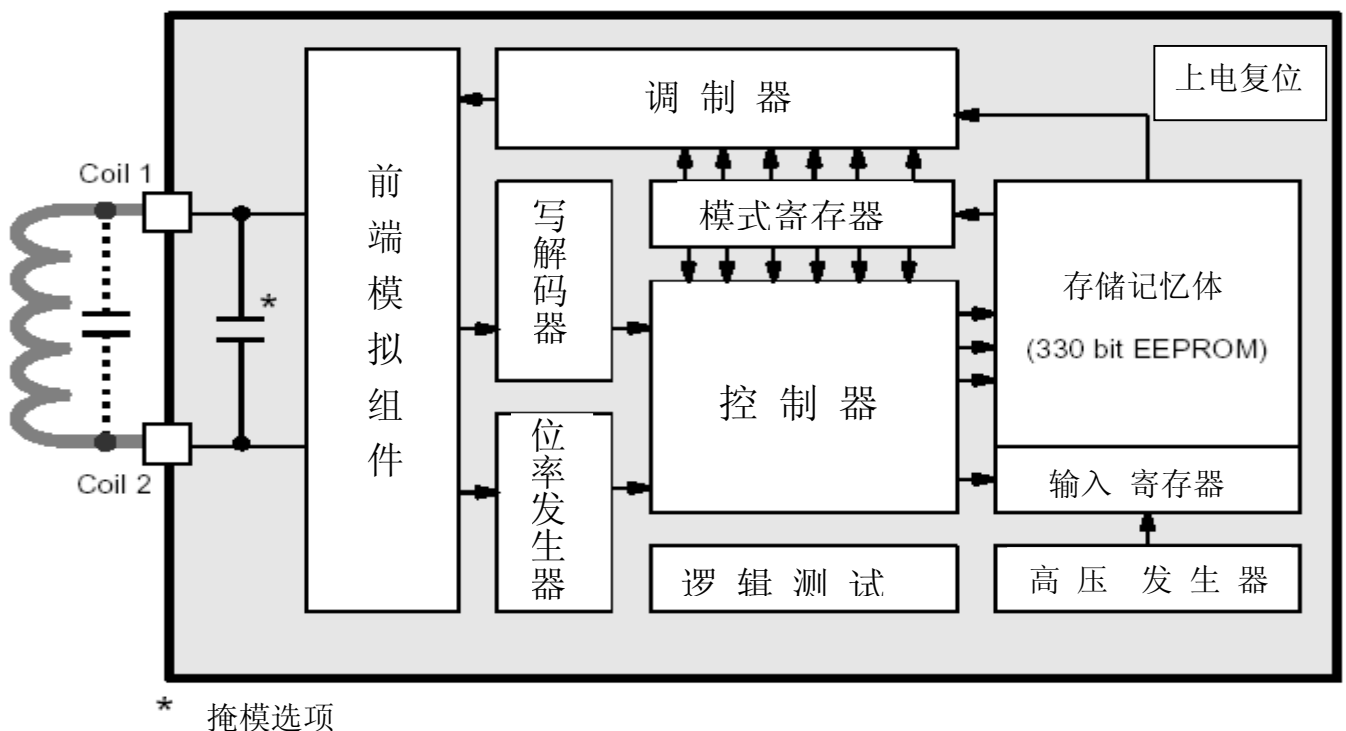 调 制 器
上电复位
Coil 1
前端模拟组件
写解码器
模式寄存器
*
存储记忆体
(330 bit EEPROM)
控 制 器
Coil 2
位率发生器
输入 寄存器
逻 辑 测 试
高 压 发 生 器
* 掩模选项